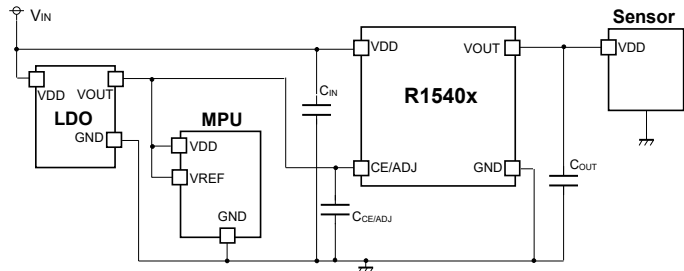 VIN
Sensor
VDD
VOUT
VDD
R1540x
CIN
VDD
VOUT
LDO
GND
MPU
VDD
VREF
GND
CE/ADJ
GND
CCE/ADJ
COUT